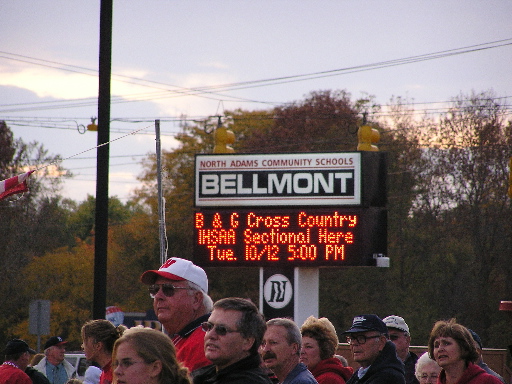 NORTH ADAMS COMMUNITY SCHOOLS
BELLMONT
B & G Cross Country
IHSAA Sectional Here
Tue. 10/12 5:00 PM